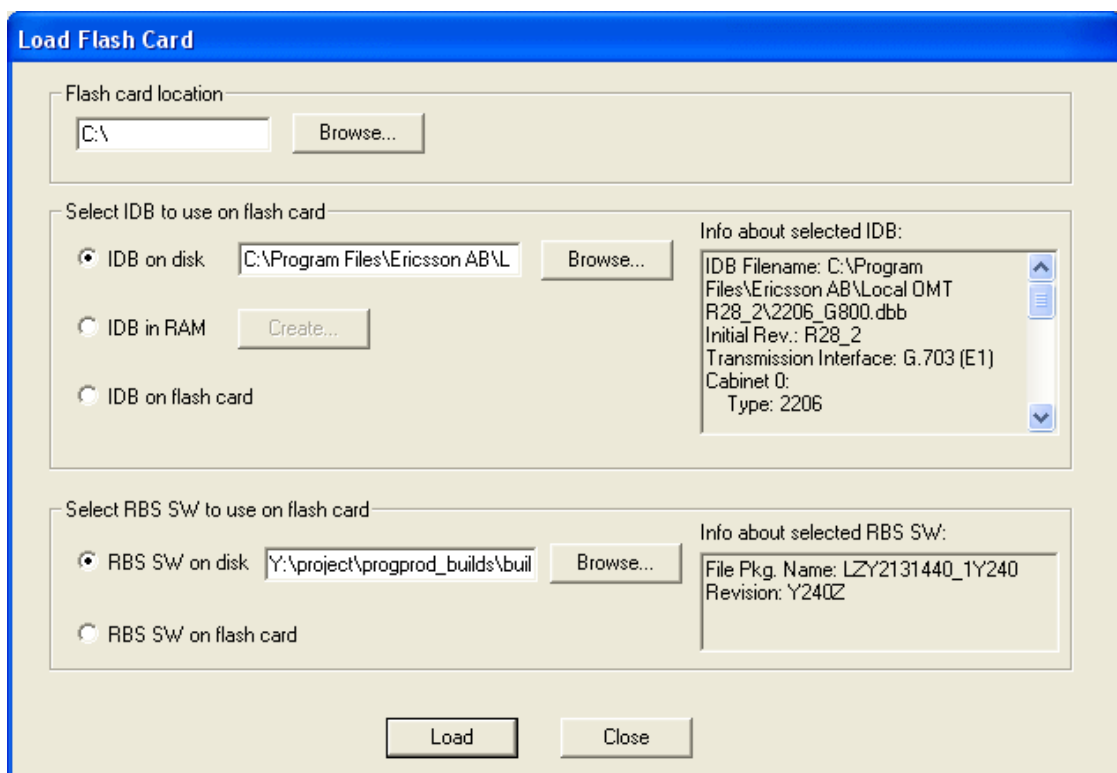 Load Flash Card
Flash card location
C:\
Browse...
Select IDB to use on flash card
IDB on disk
C:\Program Files\Ericsson AB\L
Browse...
IDB in RAM
Create...
IDB on flash card
Info about selected IDB:
IDB Filename: C:\Program
Files\Ericsson AB\Local OMT
R28_2\2206_G800.dbb
Initial Rev.: R28_2
Transmission Interface: G.703 (E1)
Cabinet 0:
Type: 2206
Select RBS SW to use on flash card
RBS SW on disk
Y:\project\progprod_builds\buil
Browse...
RBS SW on flash card
Info about selected RBS SW:
File Pkg. Name: LZY2131440_1Y240
Revision: Y240Z
Load
Close